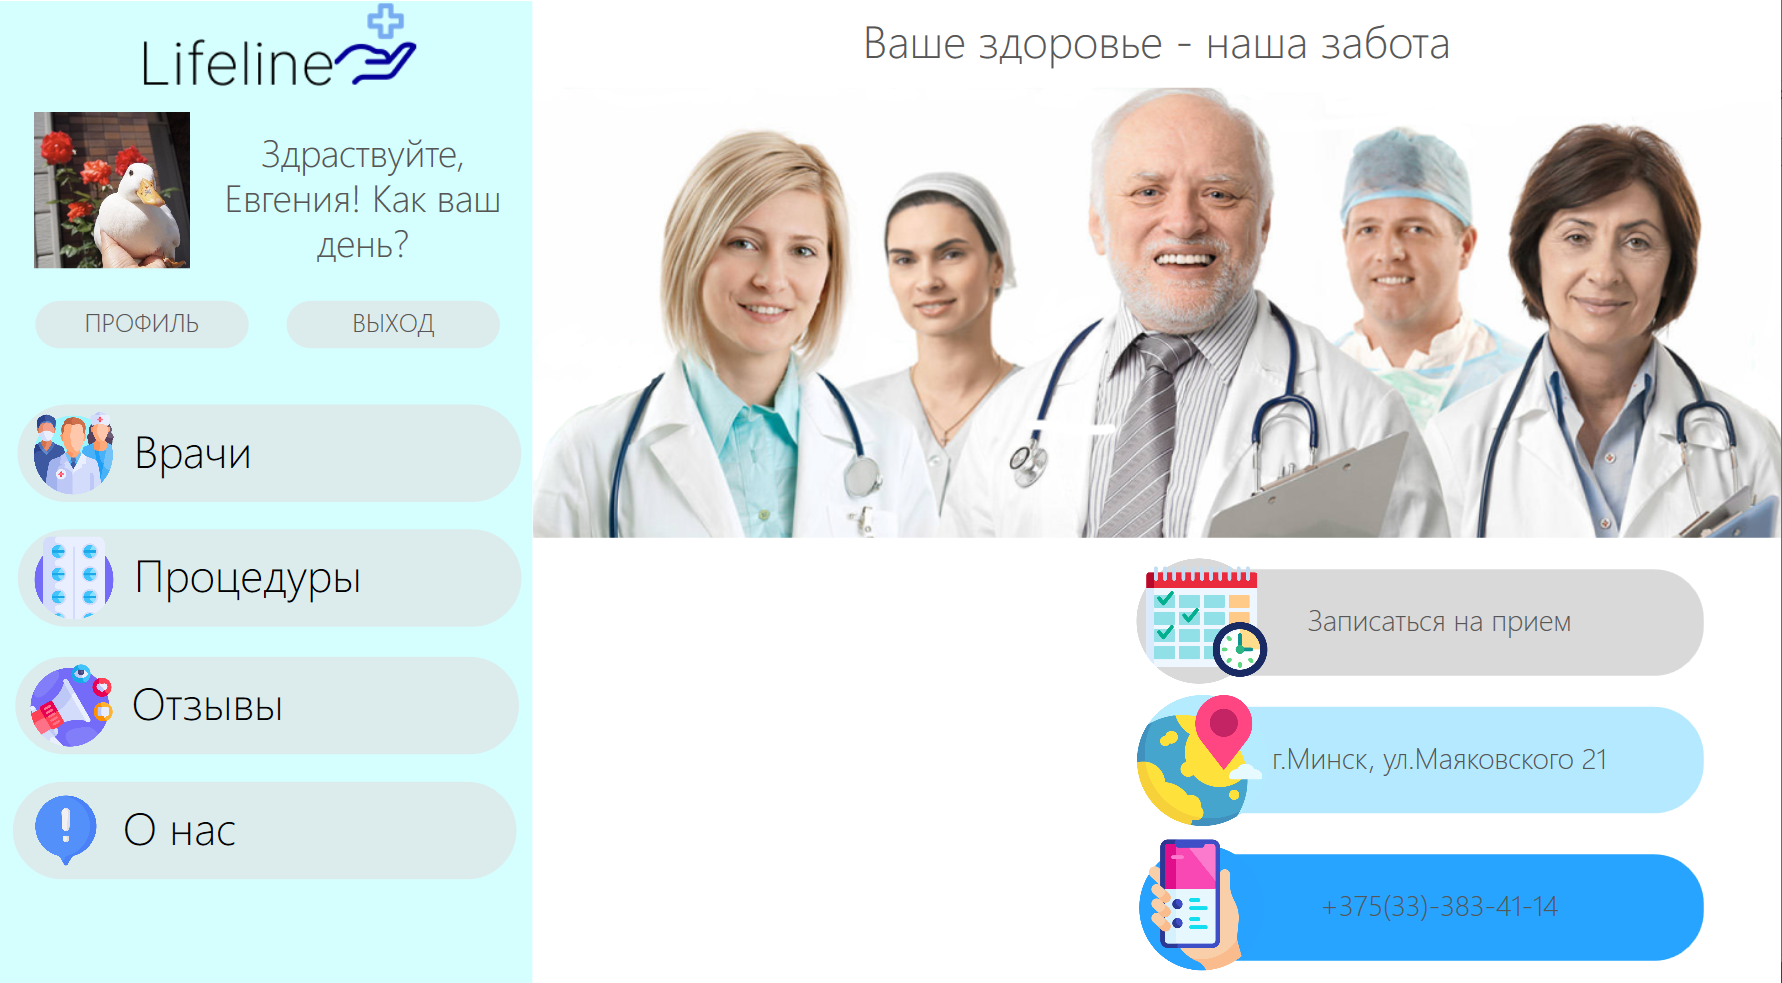 Lifeline
Здраствуйте,
Евгения! Как ваш
день?
ПРОФИЛЬ
ВЫХОД
Врачи
Процедуры
Отзывы
О нас
Ваше здоровье - наша забота
Записаться на прием
г.Минск, ул.Маяковского 21
+375(33)-383-41-14